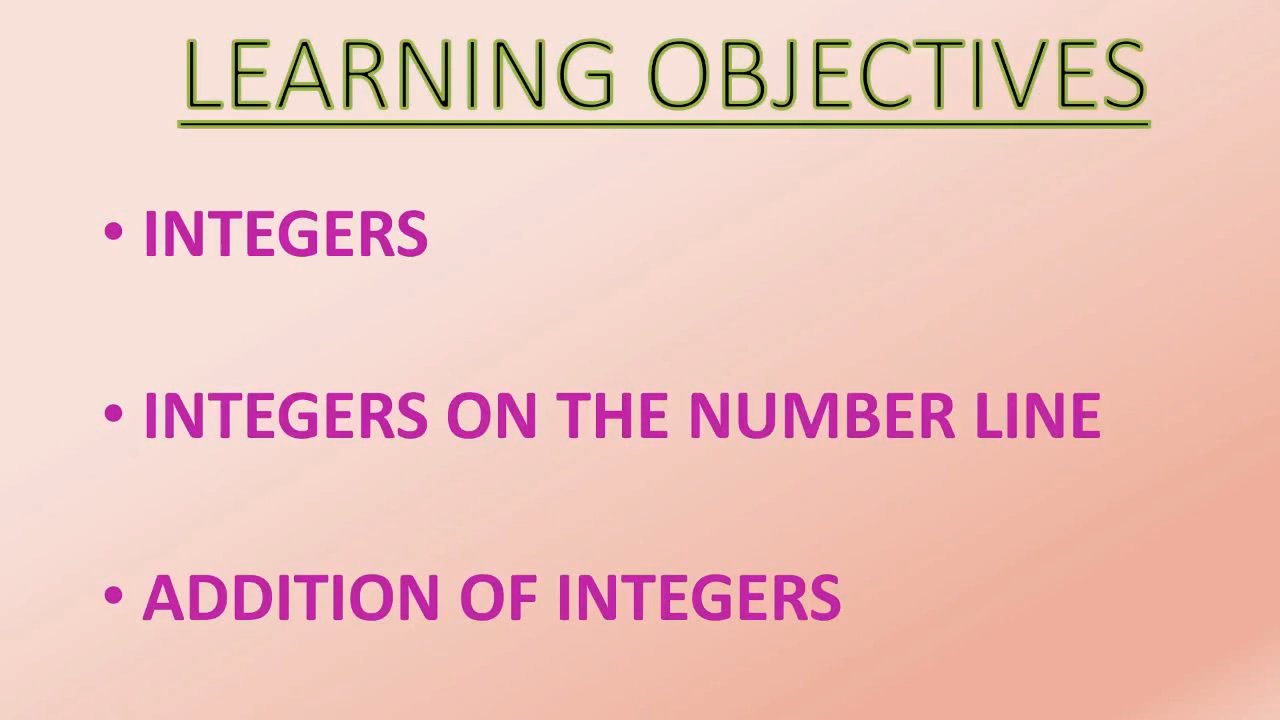 LEARNING OBJECTIVES
• INTEGERS
• INTEGERS ON THE NUMBER LINE
• ADDITION OF INTEGERS